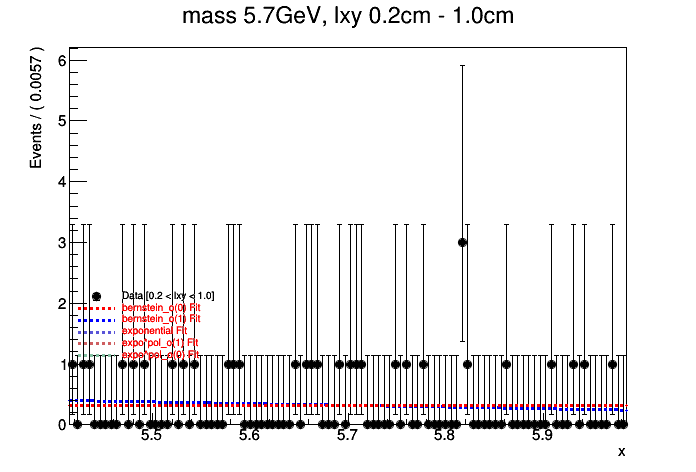 mass 5.7GeV, lxy 0.2cm - 1.0cm
Events / ( 0.0057 )
6
5
4
3
2
1
0
Data [0.2 < lxy < 1.0]
bernstein_o(0) Fit
bernstein_o(1) Fit
exponential Fit
expo*pol_o(1) Fit
expo*pol_o(0) Fit
5.5 5.6 5.7 5.8 5.9
x